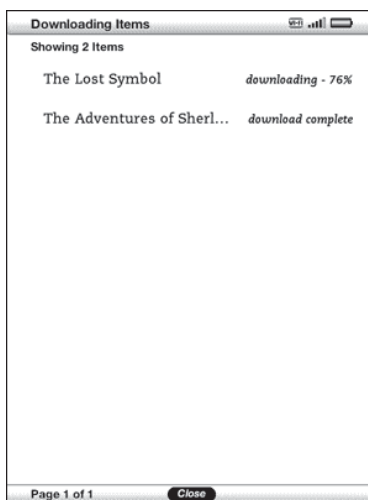 Downloading Items
Showing 2 Items
The Lost Symbol downloading - 76%
The Adventures of Sherl... download complete
Page 1 of 1 Close